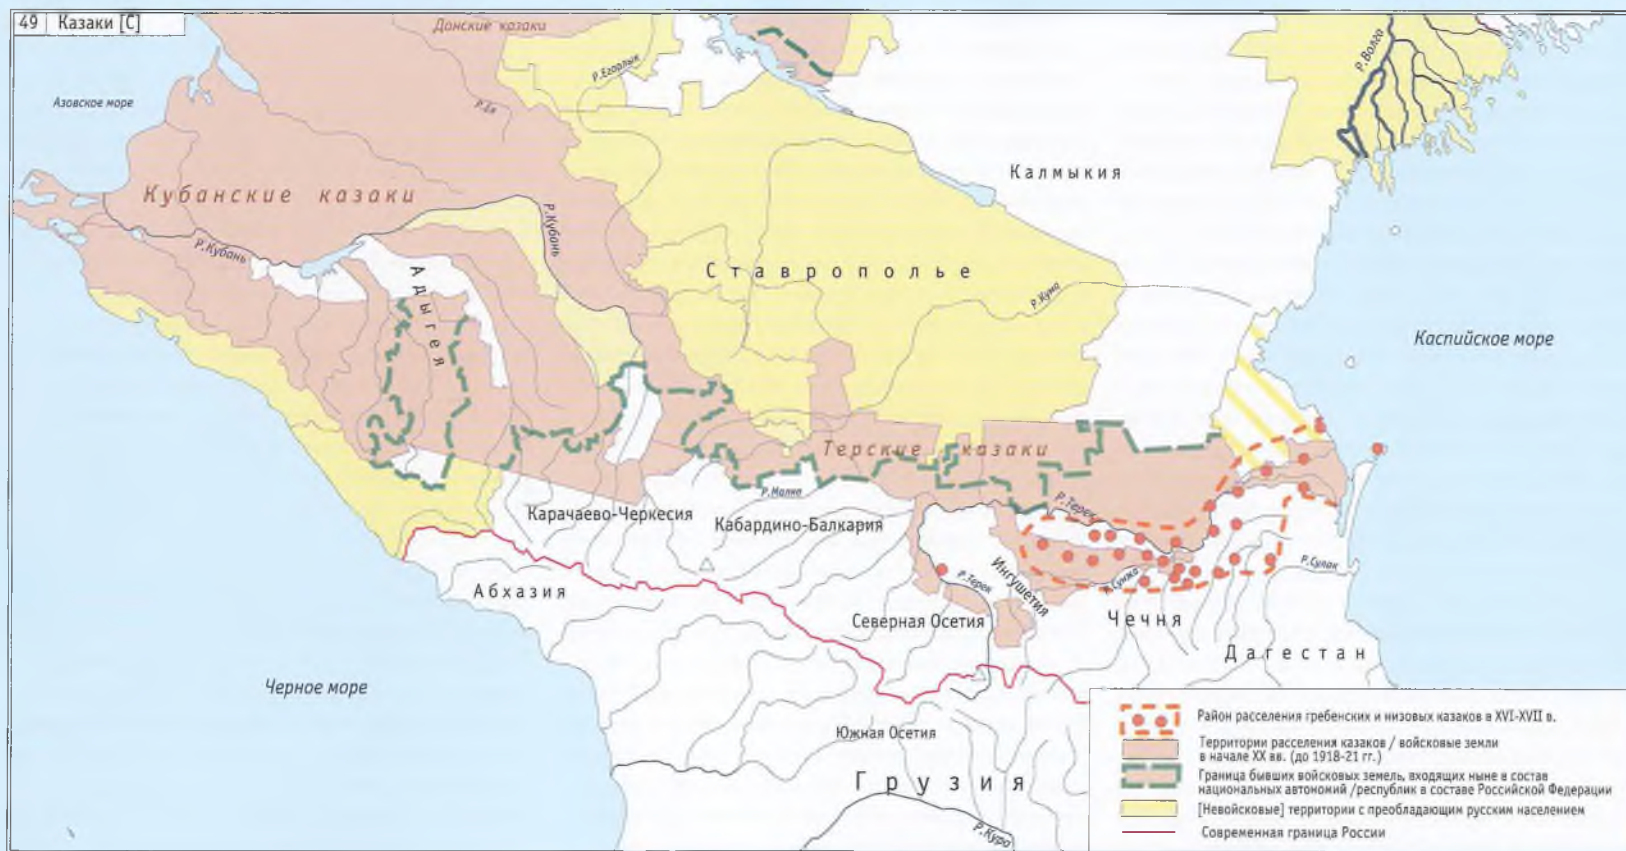 49 Казаки [С]
Донские казаки
Азовское море
р.Егорлык
р.Ея
р.Волга
Калмыкия
Кубанские казаки
р.Кубань
р.Кубань
Адыгея
Ставрополье
р.Кума
Каспийское море
Терские казаки
р.Малка
р.Терек
Карачаево-Черкесия
Кабардино-Балкария
Абхазия
р.Терек
Ингушетия
р.Сунжа
р.Сулак
Северная Осетия
Чечня
Дагестан
Черное море
Южная Осетия
Грузия
р.Кура
Район расселения гребенских и низовых казаков в XVI-XVII в.
Территории расселения казаков / войсковые земли
в начале XX вв. (до 1918-21 гг.)
Граница бывших войсковых земель, входящих ныне в состав
национальных автономий /республик в составе Российской Федерации
[Невойсковые] территории с преобладающим русским населением
Современная граница России